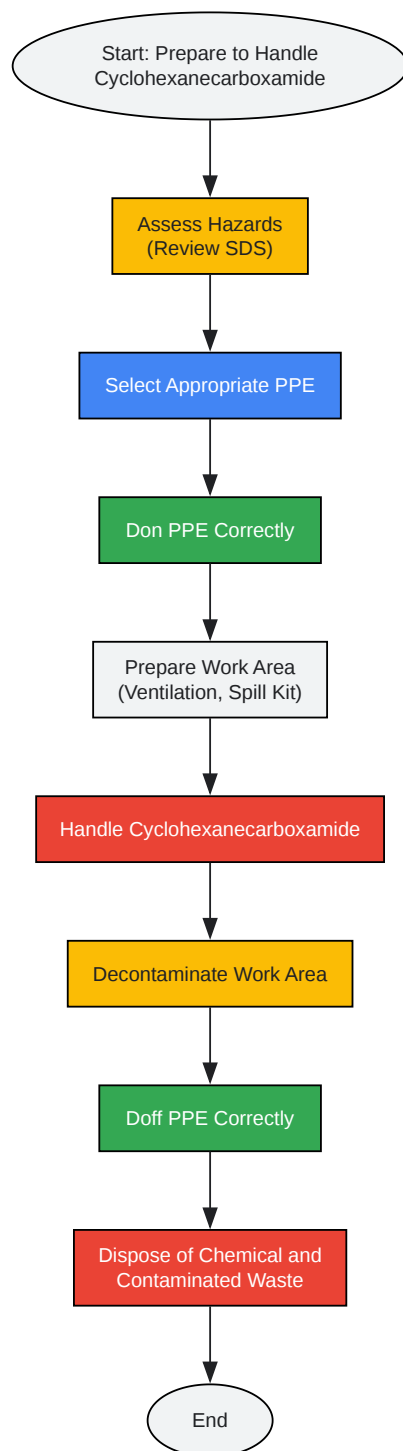 Start: Prepare to Handle
Cyclohexanecarboxamide
Assess Hazards
(Review SDS)
Select Appropriate PPE
Don PPE Correctly
Prepare Work Area
(Ventilation, Spill Kit)
Handle Cyclohexanecarboxamide
Decontaminate Work Area
Doff PPE Correctly
Dispose of Chemical and
Contaminated Waste
End